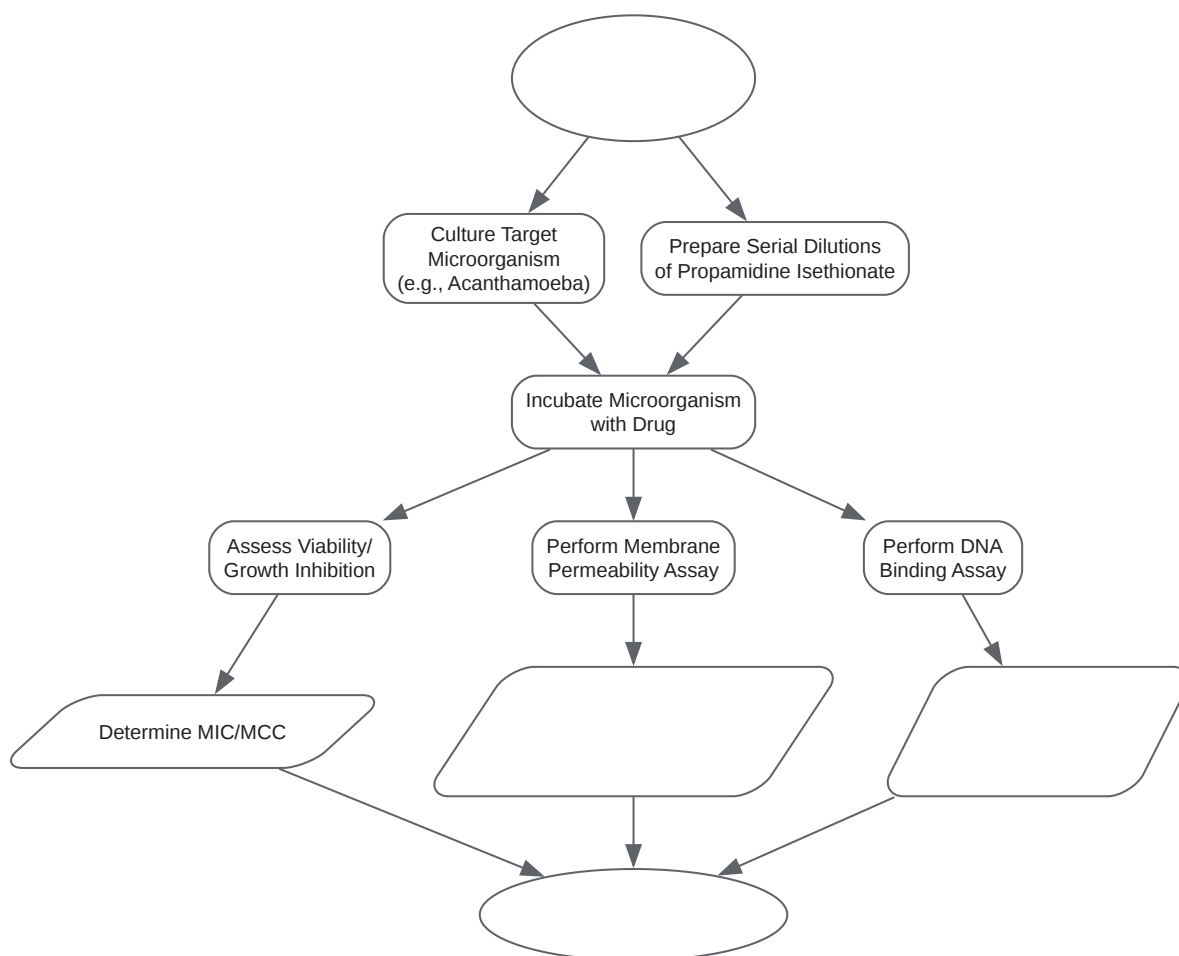 Culture Target
Microorganism
(e.g., Acanthamoeba)
Prepare Serial Dilutions
of Propamidine Isethionate
Incubate Microorganism
with Drug
Assess Viability/
Growth Inhibition
Perform Membrane
Permeability Assay
Perform DNA
Binding Assay
Determine MIC/MCC